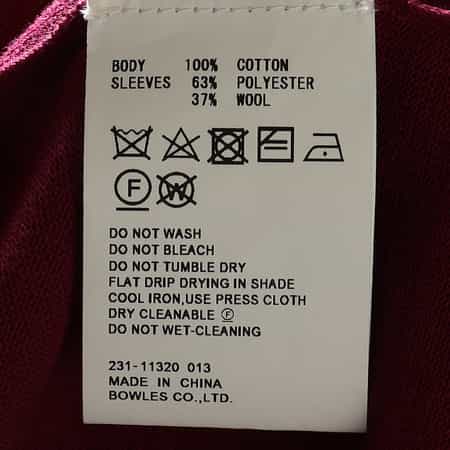 BODY 100% COTTON
SLEEVES 63% POLYESTER
37% WOOL
F W
DO NOT WASH
DO NOT BLEACH
DO NOT TUMBLE DRY
FLAT DRIP DRYING IN SHADE
COOL IRON,USE PRESS CLOTH
DRY CLEANABLE Ⓕ
DO NOT WET-CLEANING
231-11320 013
MADE IN CHINA
BOWLES CO.,LTD.